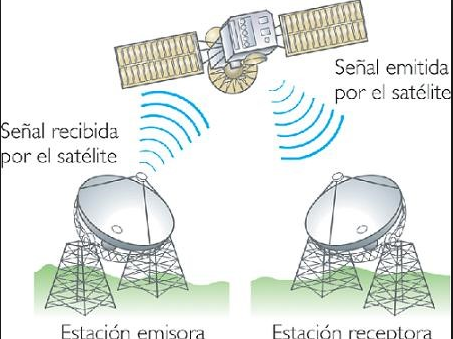 Señal emitida
por el satélite
Señal recibida
por el satélite
Estación emisora
Estación receptora